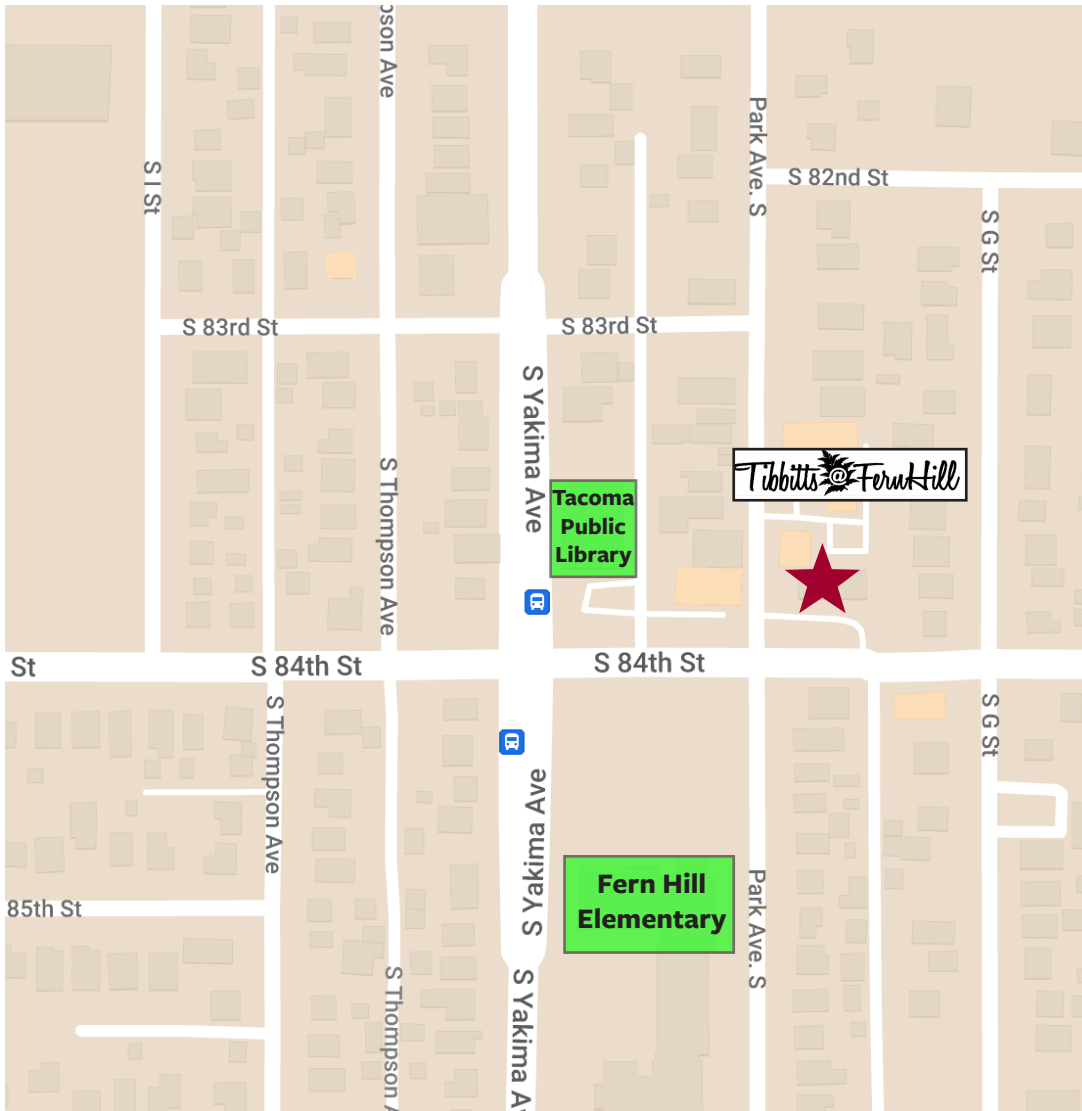 pson Ave
Park Ave. S
S I St
S 82nd St
S G St
S 83rd St
S 83rd St
S Yakima Ave
S Thompson Ave
Tibbitts@FernHill
Tacoma
Public
Library
St
S 84th St
S 84th St
S Thompson Ave
S G St
S Yakima Ave
Fern Hill
Elementary
Park Ave. S
85th St
S Thompson A
S Yakima Av